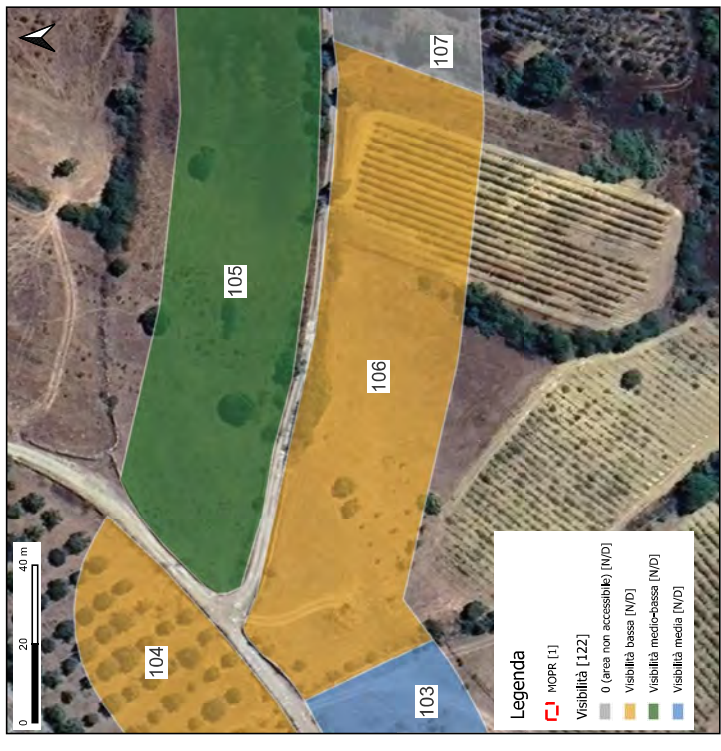 107
105
106
104
103
0 20 40 m
Legenda
MOPR [1]
Visibilità [122]
0 (area non accessibile) [N/D]
Visibilità bassa [N/D]
Visibilità medio-bassa [N/D]
Visibilità media [N/D]